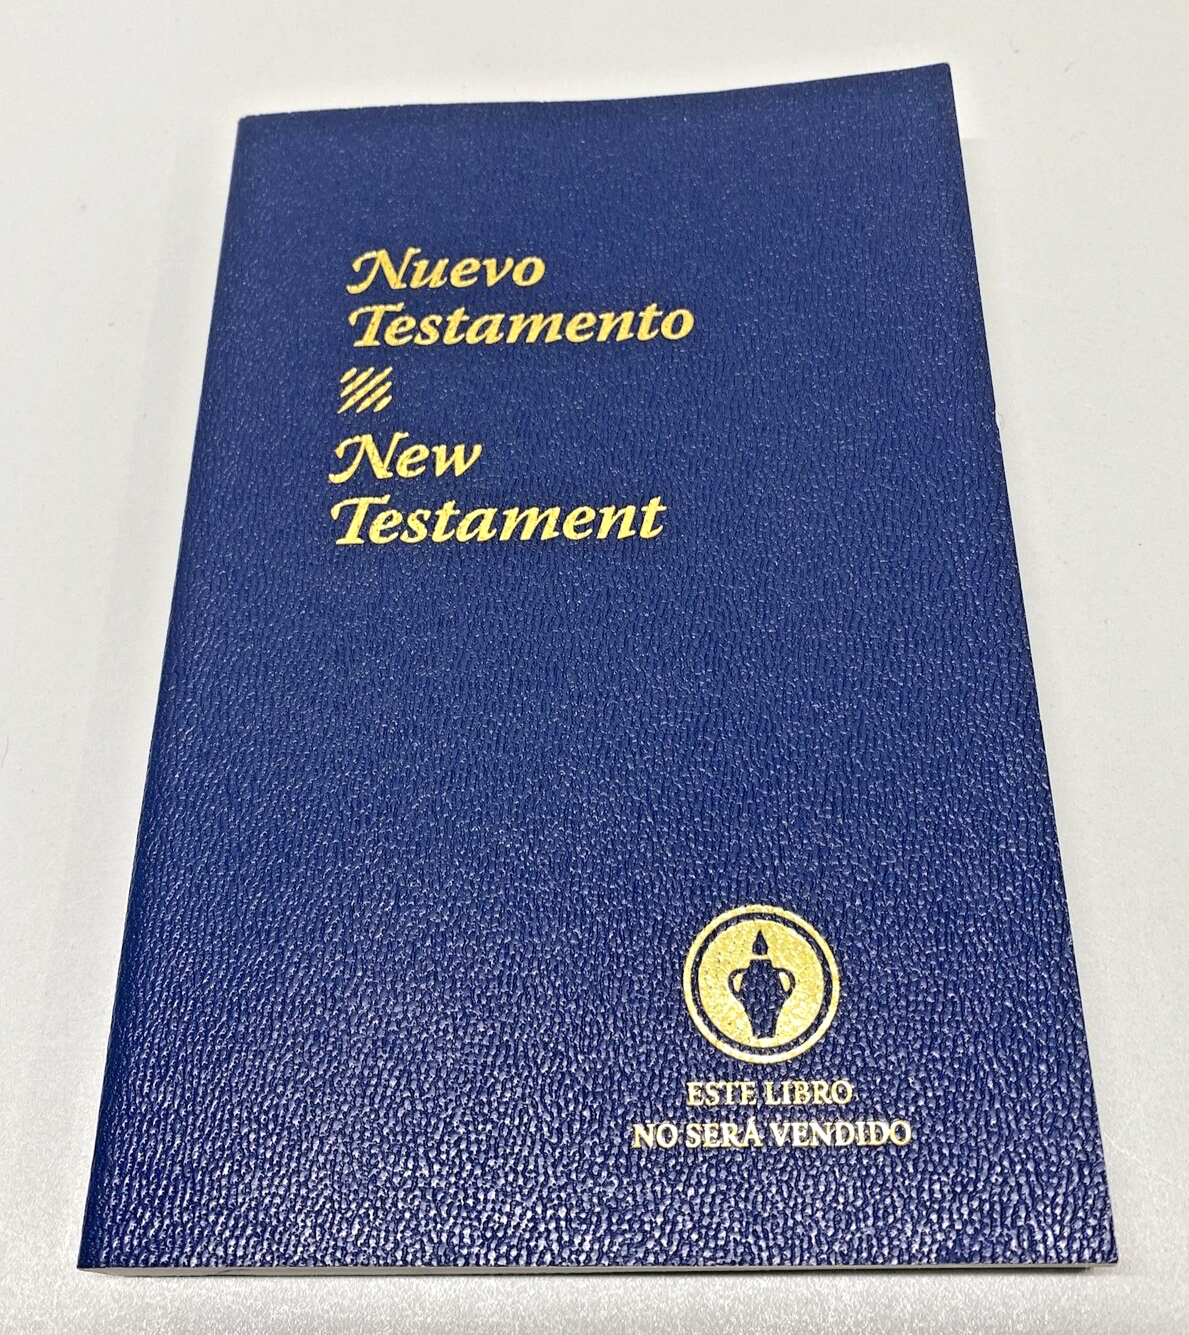 Nuevo
Testamento
New
Testament
ESTE LIBRO
NO SERÁ VENDIDO